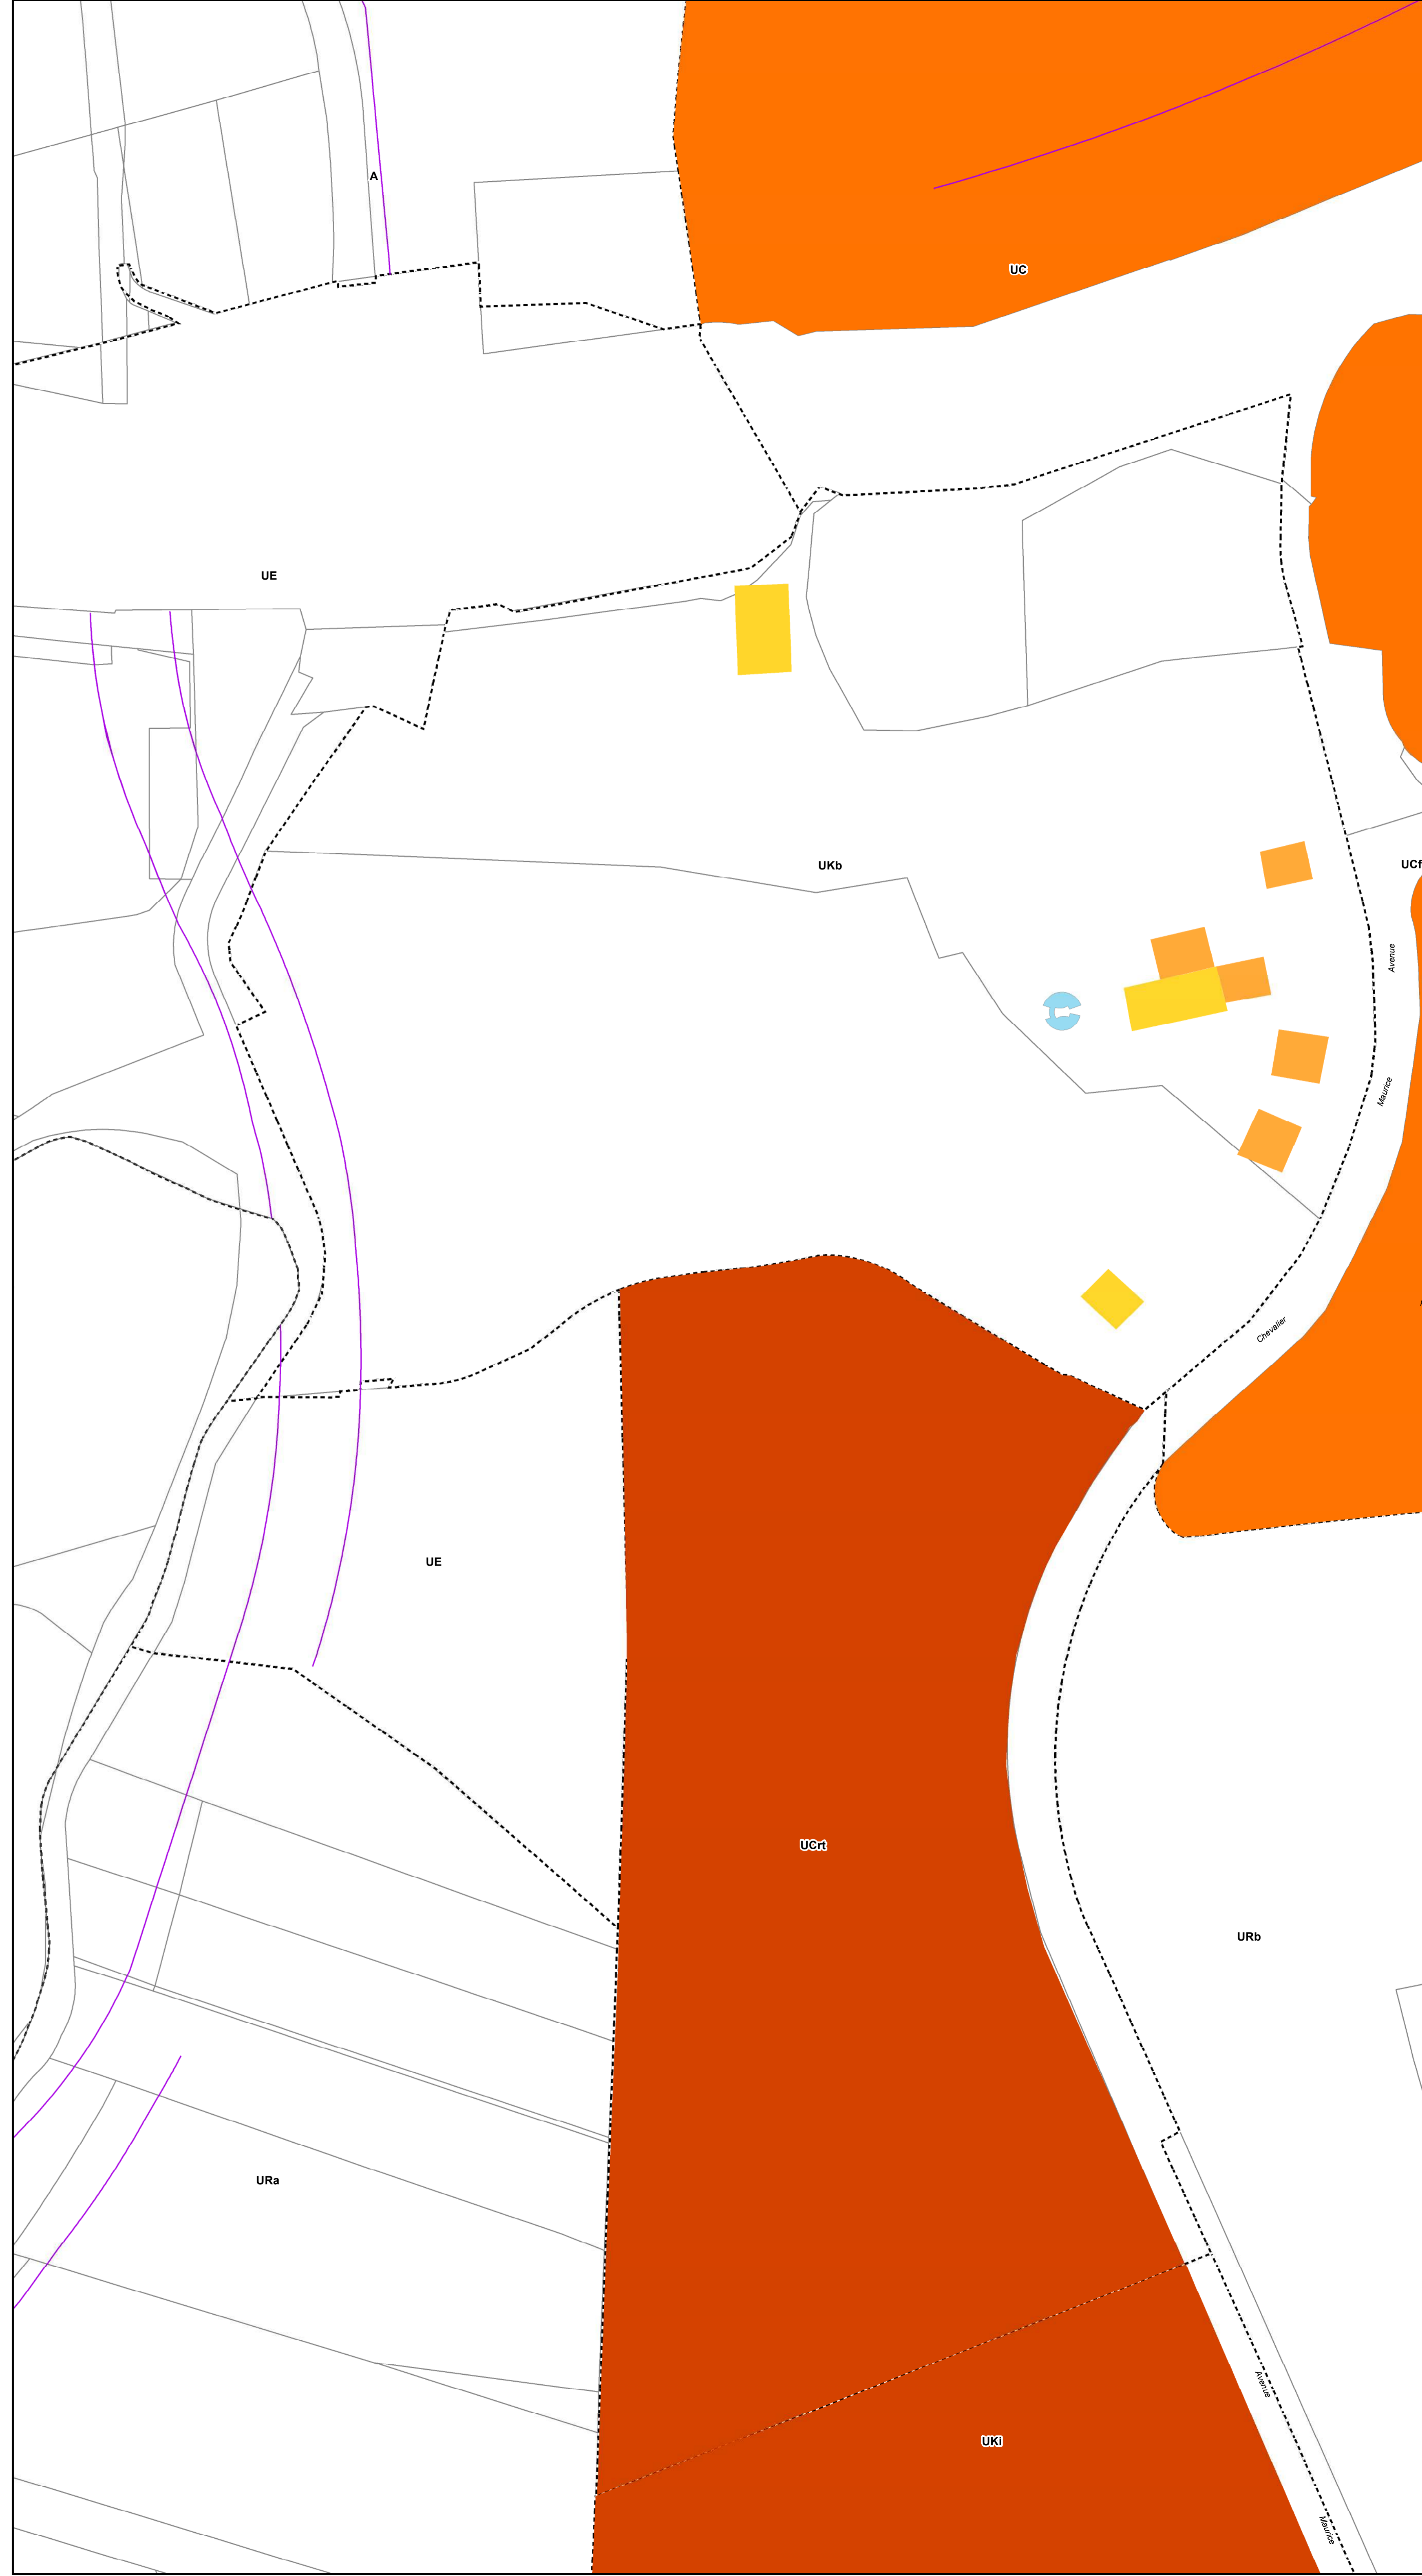 A
UC
UE
UKb
UCf
Avenue
Maurice
Chevalier
UE
UCrt
URb
URa
Avenue
UKi
Maurice